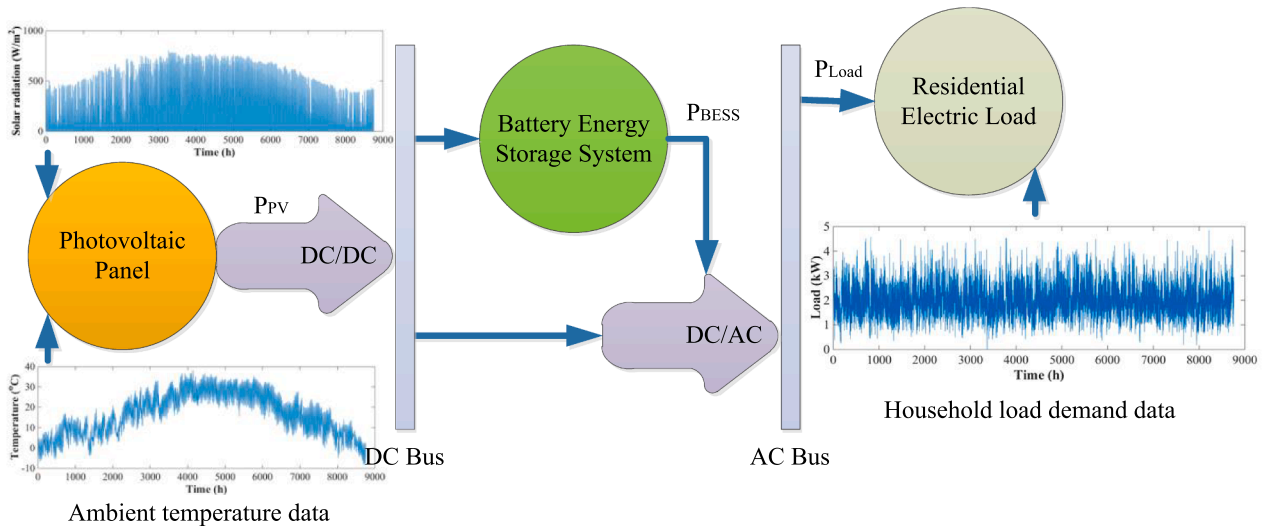 Solar radiation (W/m²)
1000
500
0
0 1000 2000 3000 4000 5000 6000 7000 8000 9000
Time (h)
Photovoltaic
Panel
PPV
DC/DC
Temperature (°C)
40
30
20
10
0
-10
0 1000 2000 3000 4000 5000 6000 7000 8000 9000
Time (h)
Ambient temperature data
DC Bus
Battery Energy
Storage System
PBESS
DC/AC
AC Bus
PLoad
Residential
Electric Load
Load (kW)
5
4
3
2
1
0
0 1000 2000 3000 4000 5000 6000 7000 8000 9000
Time (h)
Household load demand data